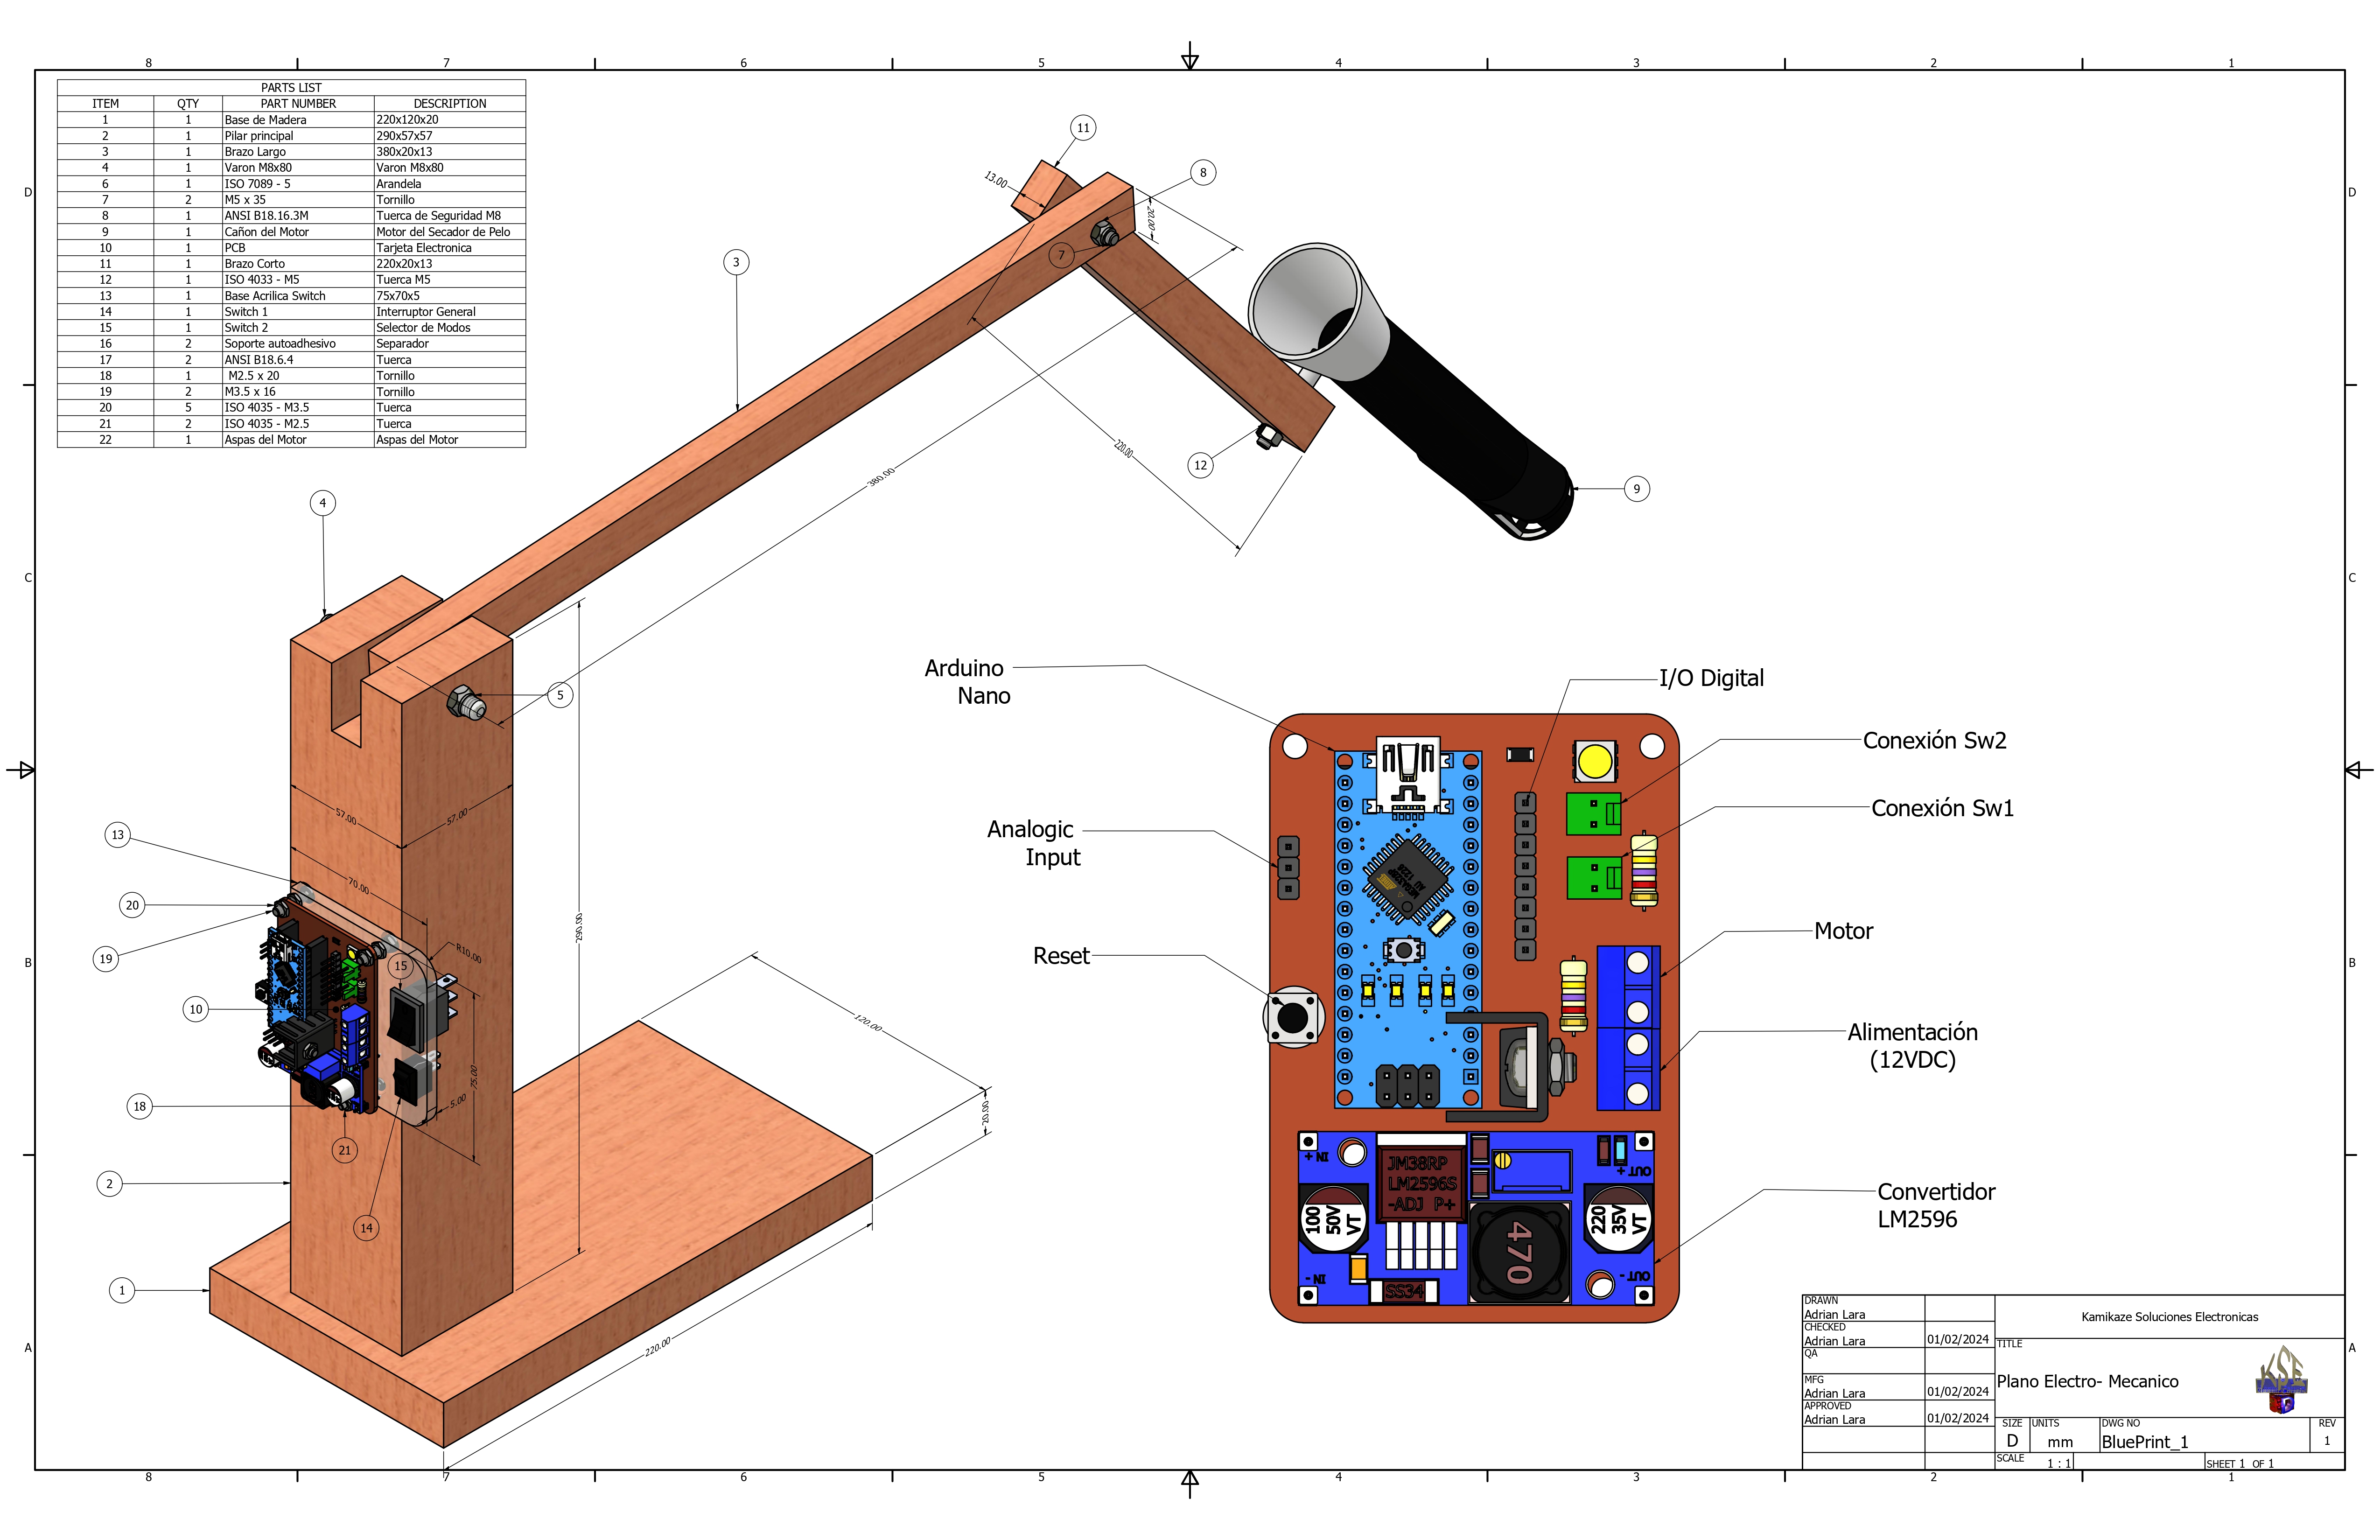 8 7 6 5 4 3 2 1
PARTS LIST
ITEM QTY PART NUMBER DESCRIPTION
1 1 Base de Madera 220x120x20
2 1 Pilar principal 290x57x57
3 1 Brazo Largo 380x20x13
4 1 Varon M8x80 Varon M8x80
6 1 ISO 7089 - 5 Arandela
7 2 M5 x 35 Tornillo
8 1 ANSI B18.16.3M Tuerca de Seguridad M8
9 1 Cañon del Motor Motor del Secador de Pelo
10 1 PCB Tarjeta Electronica
11 1 Brazo Corto 220x20x13
12 1 ISO 4033 - M5 Tuerca M5
13 1 Base Acrilica Switch 75x70x5
14 1 Switch 1 Interruptor General
15 1 Switch 2 Selector de Modos
16 2 Soporte autoadhesivo Separador
17 2 ANSI B18.6.4 Tuerca
18 1 M2.5 x 20 Tornillo
19 2 M3.5 x 16 Tornillo
20 5 ISO 4035 - M3.5 Tuerca
21 2 ISO 4035 - M2.5 Tuerca
22 1 Aspas del Motor Aspas del Motor
D
D
11
8
13.00
20.00
7
3
380.00
220.00
12
9
4
C
C
5
57.00
57.00
13
70.00
20
290.00
19
R10.00
15
B
10
75.00
5.00
18
21
2
14
1
120.00
20.00
220.00
A
Arduino
Nano
I/O Digital
Conexión Sw2
Conexión Sw1
Analogic
Input
Reset
Motor
B
Alimentación
(12VDC)
Convertidor
LM2596
AU 1228
IN +
OUT +
JM38RP
LM2596S
-ADJ P+
100
50V
VT
220
35V
VT
470
IN -
OUT -
SS34
DRAWN
Adrian Lara
CHECKED
Adrian Lara 01/02/2024
QA
MFG
Adrian Lara 01/02/2024
APPROVED
Adrian Lara 01/02/2024
Kamikaze Soluciones Electronicas
TITLE
Plano Electro- Mecanico
KSE
SIZE
D
UNITS
mm
DWG NO
BluePrint_1
REV
1
SCALE
1 : 1
SHEET 1 OF 1
A
8 7 6 5 4 3 2 1